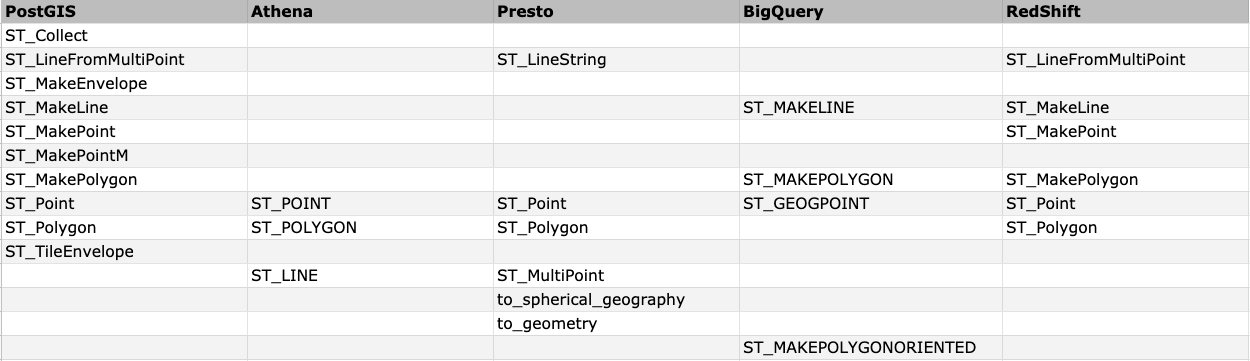 PostGIS Athena Presto BigQuery RedShift
ST_Collect
ST_LineFromMultiPoint ST_LineString ST_LineFromMultiPoint
ST_MakeEnvelope
ST_MakeLine ST_MAKELINE ST_MakeLine
ST_MakePoint ST_MakePoint
ST_MakePointM
ST_MakePolygon ST_MAKEPOLYGON ST_MakePolygon
ST_Point ST_POINT ST_Point ST_GEOGPOINT ST_Point
ST_Polygon ST_POLYGON ST_Polygon ST_Polygon
ST_TileEnvelope
ST_LINE ST_MultiPoint
to_spherical_geography
to_geometry
ST_MAKEPOLYGONORIENTED